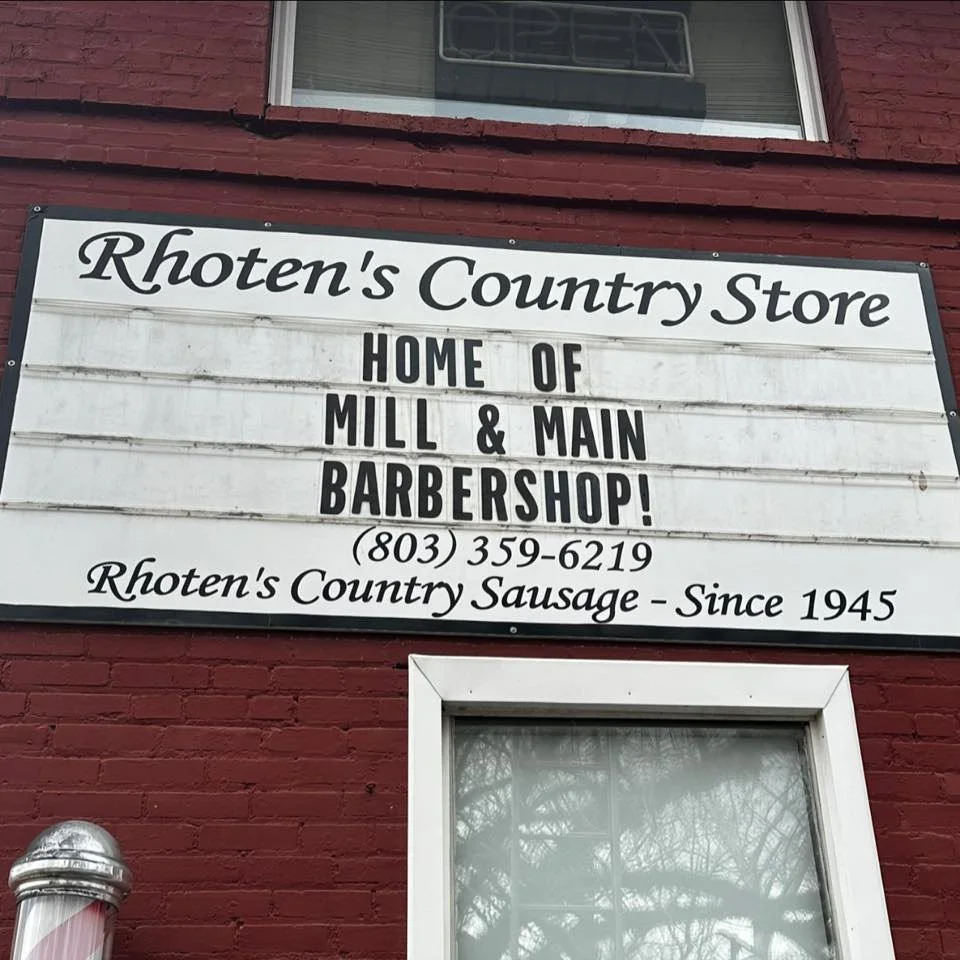 OPEN
Rhoten's Country Store
HOME OF
MILL & MAIN
BARBERSHOP!
(803) 359-6219
Rhoten's Country Sausage - Since 1945